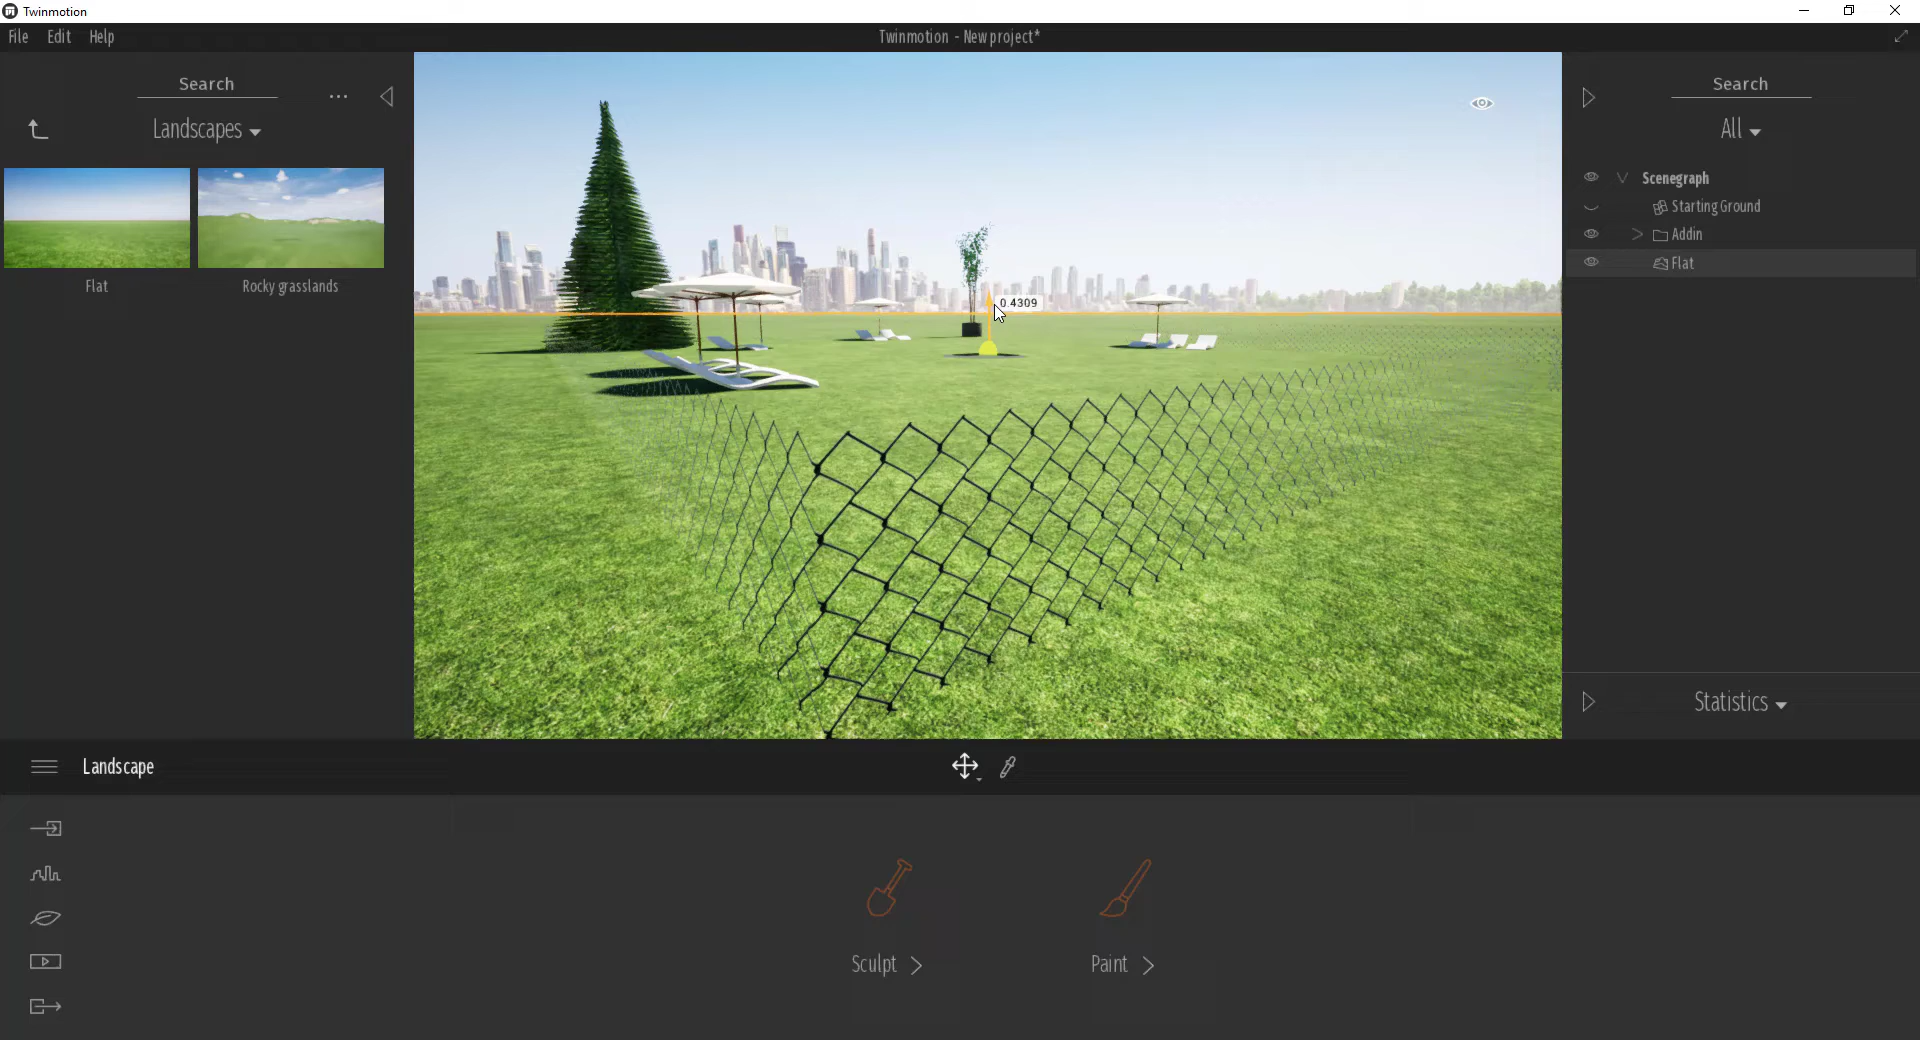 Twinmotion
File Edit Help
Twinmotion - New project*
Search
...
Landscapes
Flat
Rocky grasslands
0.4309
Search
All
Scenegraph
Starting Ground
Addin
Flat
Statistics
Landscape
Sculpt
Paint